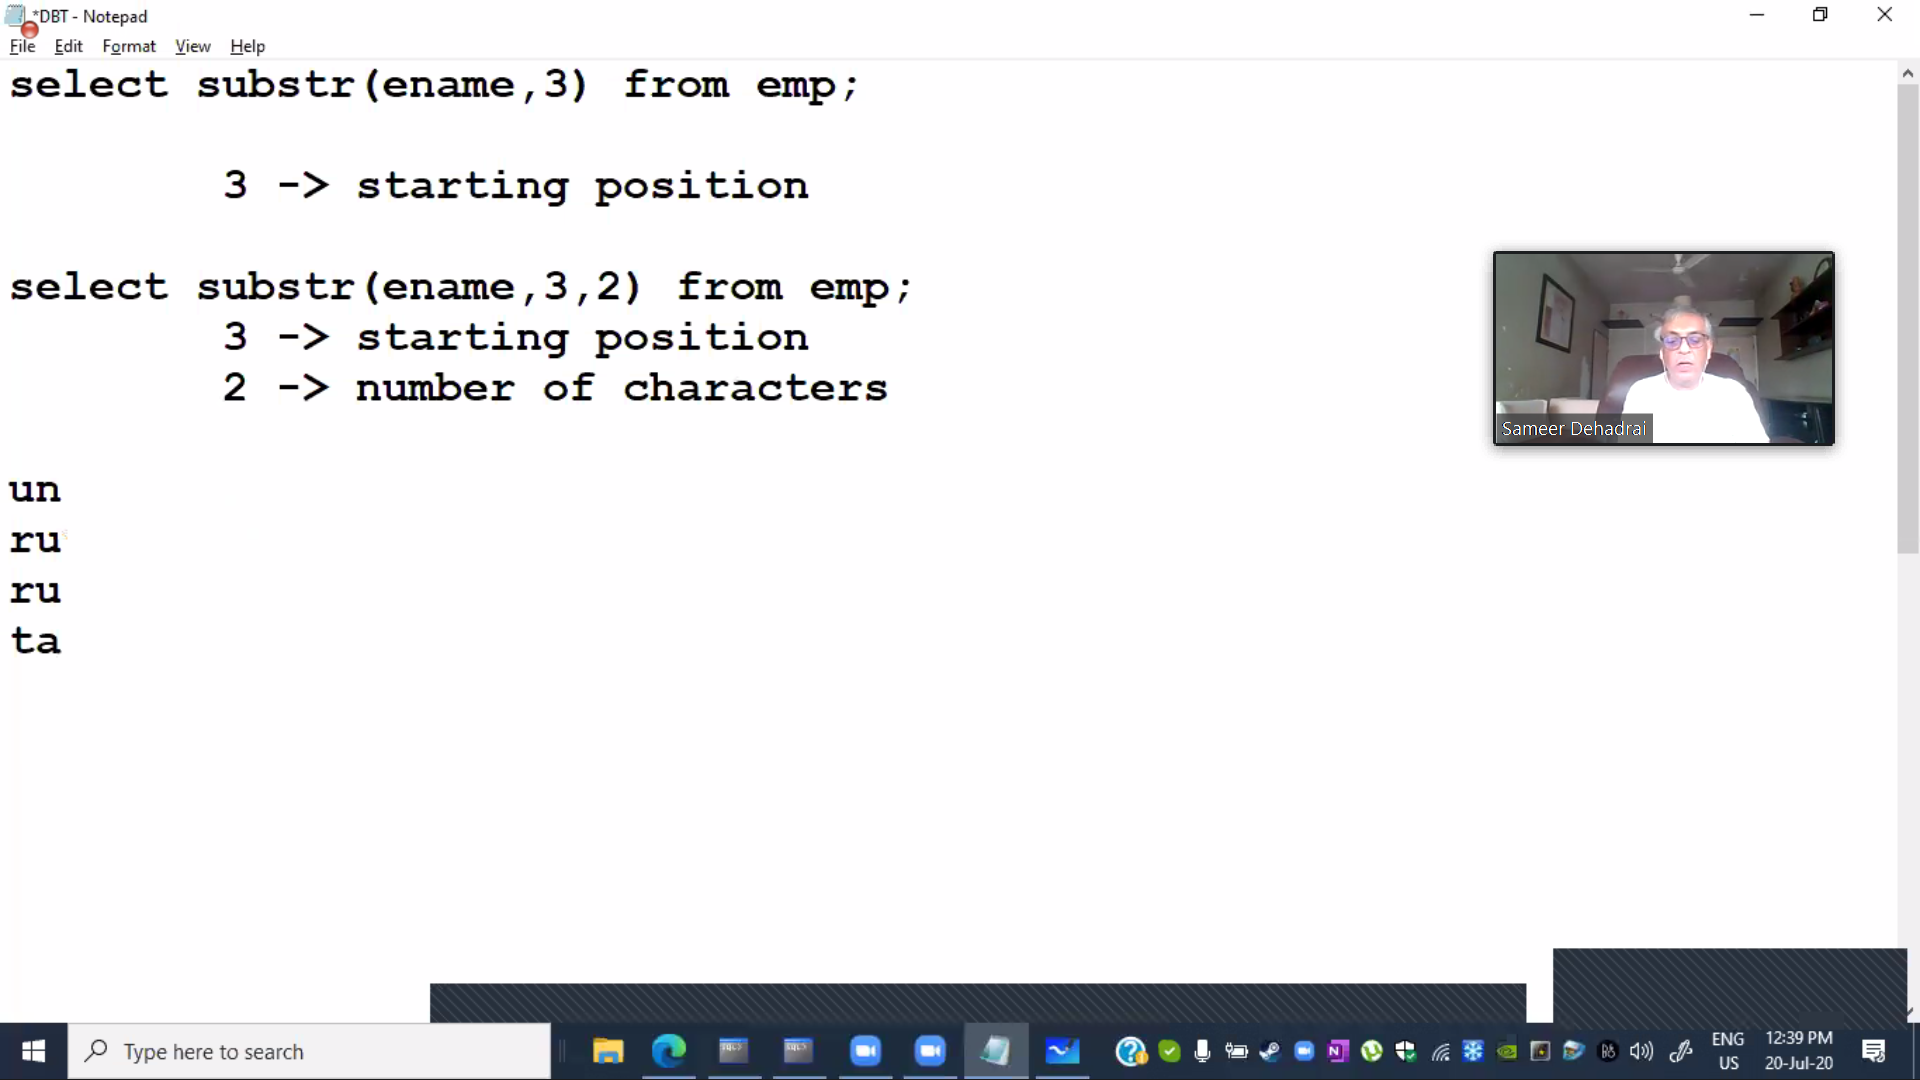 *DBT - Notepad
File Edit Format View Help
select substr(ename,3) from emp;
3 -> starting position
select substr(ename,3,2) from emp;
3 -> starting position
2 -> number of characters
Sameer Dehadrai
un
ru
ru
ta
Type here to search
ENG
US
12:39 PM
20-Jul-20